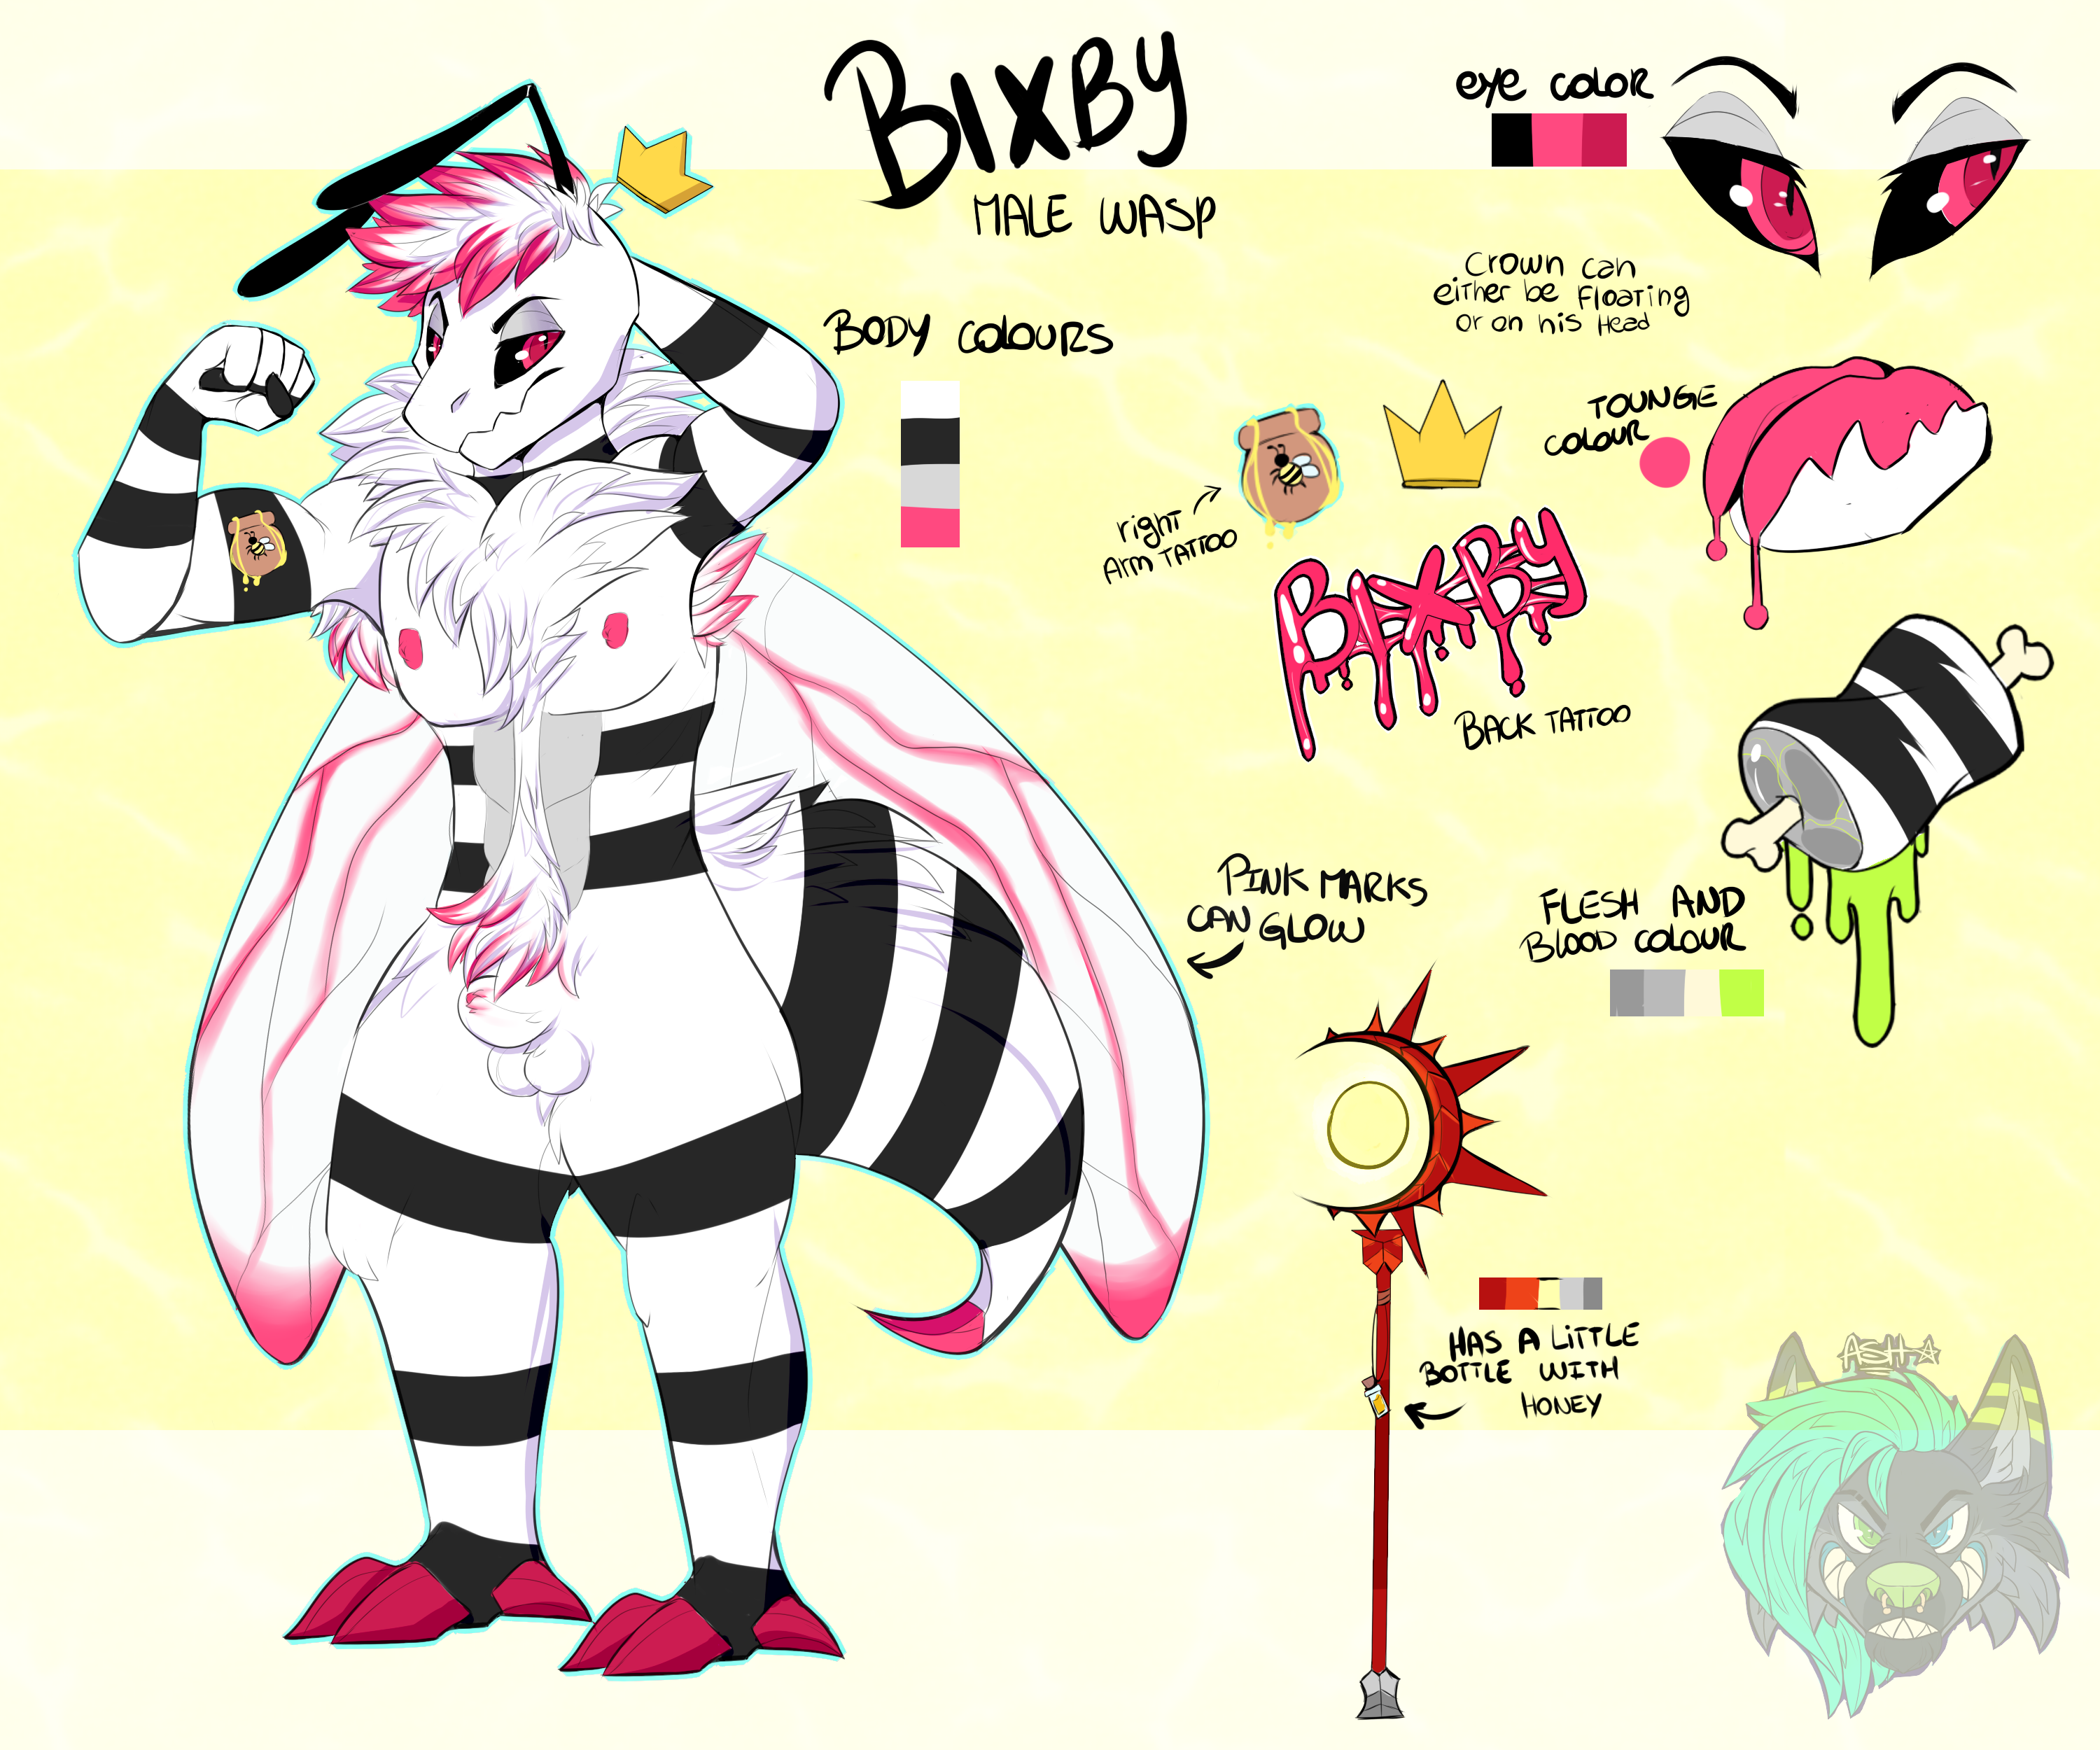 BIXBY
MALE WASP
eye color
Crown can
either be Floating
or on his Head
BODY COLOURS
TOUNGE
COLOUR
right
Arm TATTOO
BIXBY
BACK TATTOO
PINK MARKS
CAN GLOW
FLESH AND
BLOOD COLOUR
HAS A LITTLE
BOTTLE WITH
HONEY
ASH